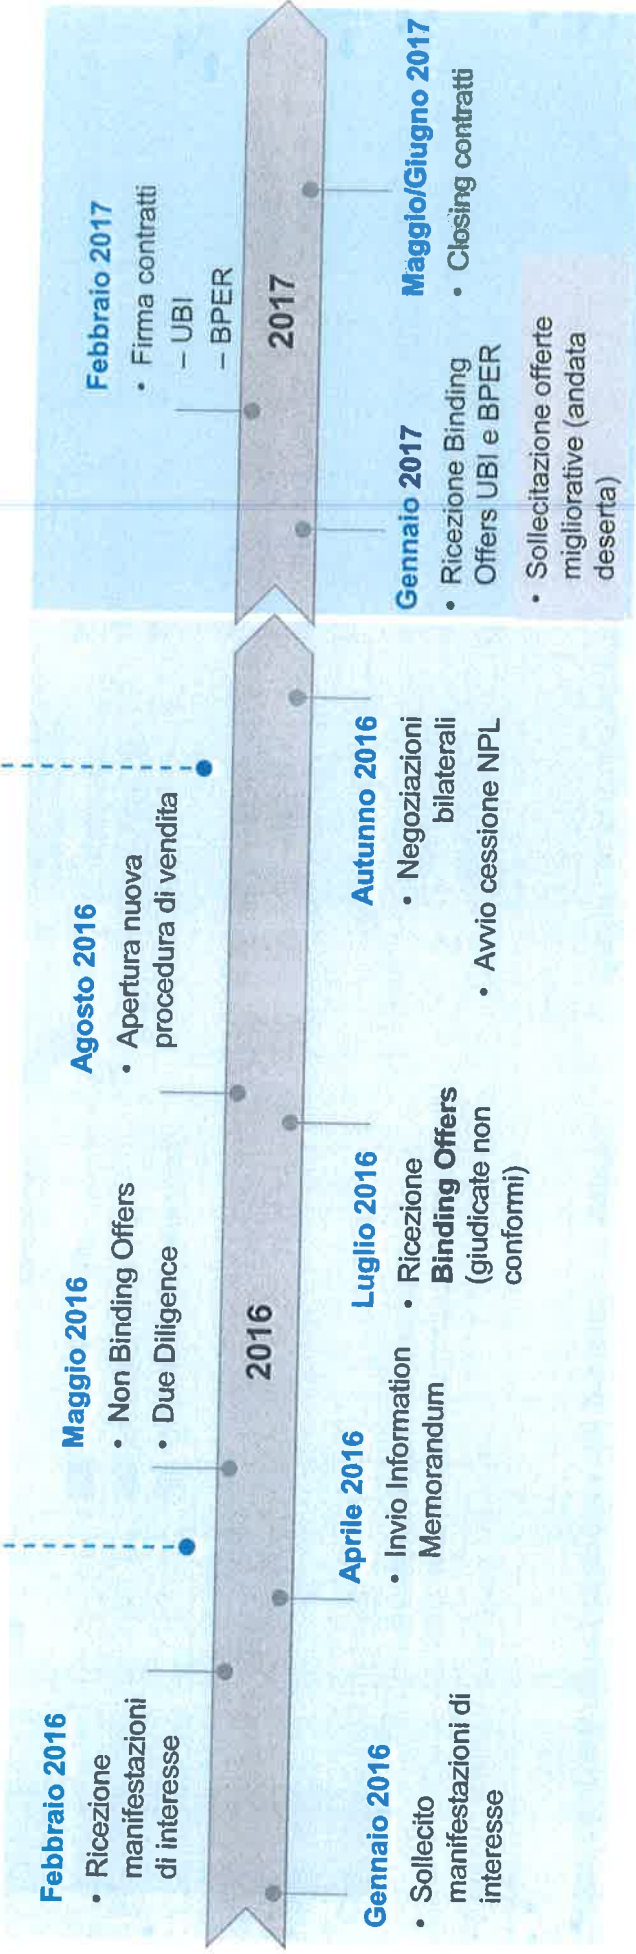 Febbraio 2016
• Ricezione
manifestazioni
di interesse
Maggio 2016
• Non Binding Offers
• Due Diligence
Agosto 2016
• Apertura nuova
procedura di vendita
Febbraio 2017
• Firma contratti
– UBI
– BPER
2016
2017
Gennaio 2016
• Sollecito
manifestazioni di
interesse
Aprile 2016
• Invio Information
Memorandum
Luglio 2016
• Ricezione
Binding Offers
(giudicate non
conformi)
Autunno 2016
• Negoziazioni
bilaterali
• Avvio cessione NPL
Gennaio 2017
• Ricezione Binding
Offers UBI e BPER
• Sollecitazione offerte
migliorative (andata
deserta)
Maggio/Giugno 2017
• Closing contratti